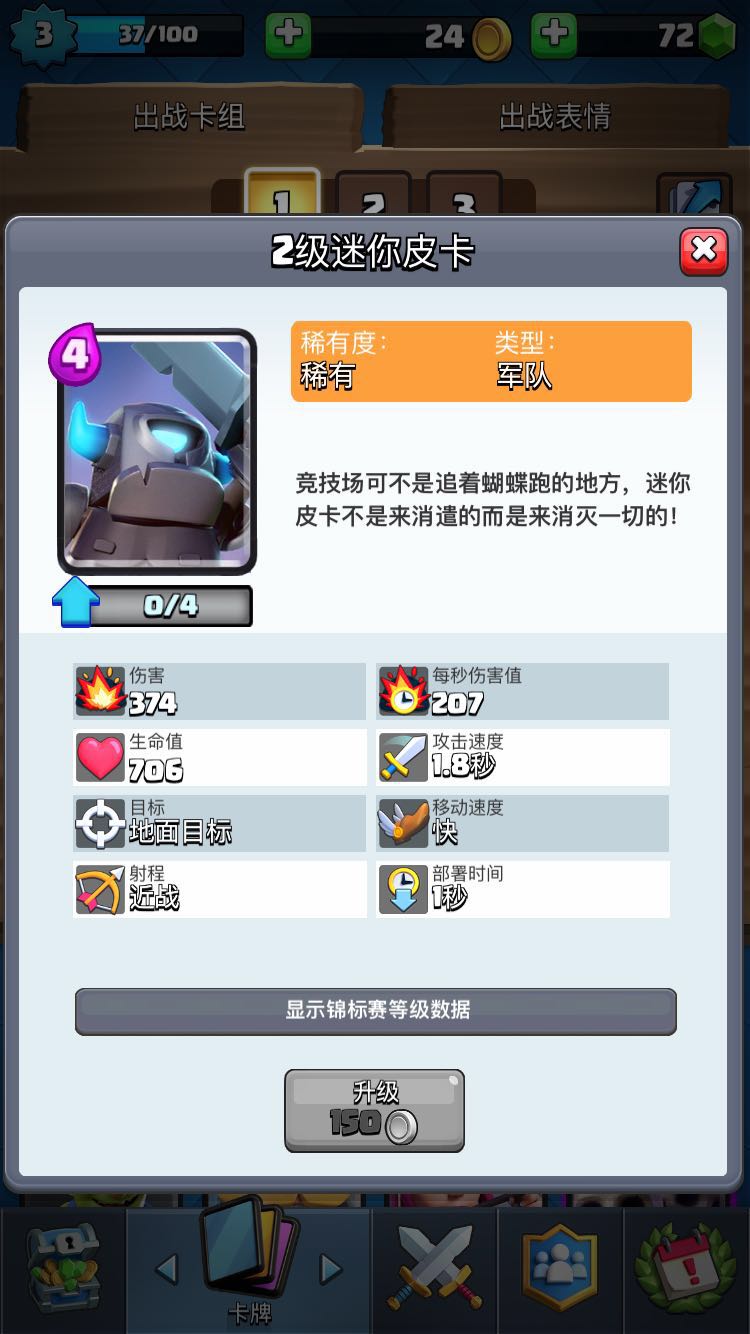 3
37/100
24
72
出战卡组
出战表情
1
2
3
2级迷你皮卡
4
稀有度：
类型：
稀有
军队
竞技场可不是追着蝴蝶跑的地方，迷你
皮卡不是来消遣的而是来消灭一切的！
0/4
伤害
374
每秒伤害值
207
生命值
706
攻击速度
1.8秒
目标
地面目标
移动速度
快
射程
近战
部署时间
1秒
显示锦标赛等级数据
升级
150
卡牌